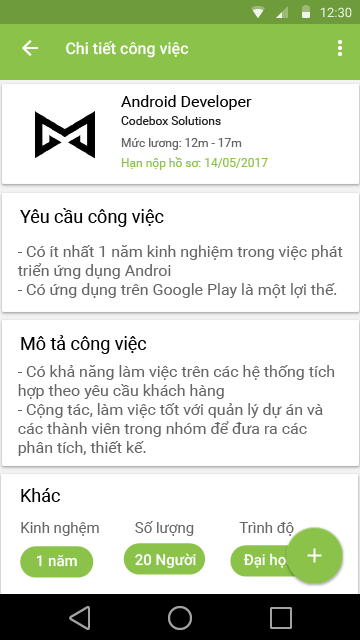 12:30
Chi tiết công việc
Android Developer
Codebox Solutions
Mức lương: 12m - 17m
Hạn nộp hồ sơ: 14/05/2017
Yêu cầu công việc
- Có ít nhất 1 năm kinh nghiệm trong việc phát
triển ứng dụng Androi
- Có ứng dụng trên Google Play là một lợi thế.
Mô tả công việc
- Có khả năng làm việc trên các hệ thống tích
hợp theo yêu cầu khách hàng
- Cộng tác, làm việc tốt với quản lý dự án và
các thành viên trong nhóm để đưa ra các
phân tích, thiết kế.
Khác
Kinh nghệm Số lượng Trình độ
1 năm 20 Người Đại họ